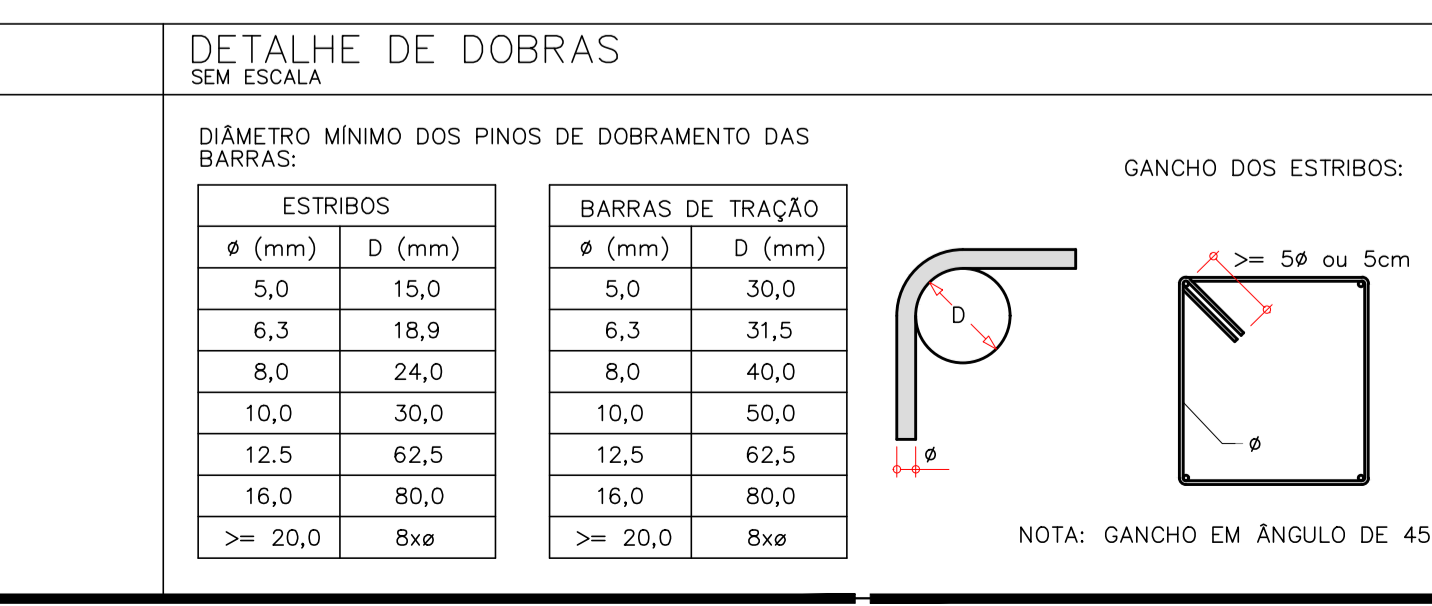 DETALHE DE DOBRAS
SEM ESCALA
DIÂMETRO MÍNIMO DOS PINOS DE DOBRAMENTO DAS
BARRAS:
ESTRIBOS
ø (mm) D (mm)
5,0 15,0
6,3 18,9
8,0 24,0
10,0 30,0
12.5 62,5
16,0 80,0
>= 20,0 8xø
BARRAS DE TRAÇÃO
ø (mm) D (mm)
5,0 30,0
6,3 31,5
8,0 40,0
10,0 50,0
12,5 62,5
16,0 80,0
>= 20,0 8xø
D
ø
GANCHO DOS ESTRIBOS:
>= 5ø ou 5cm
ø
NOTA: GANCHO EM ÂNGULO DE 45